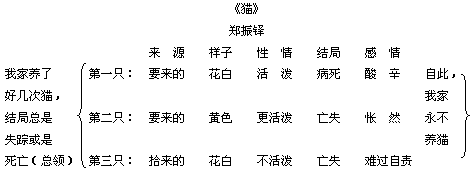 《猫》
郑振铎
来 源 样子 性 情 结局 感 情
我家养了 第一只： 要来的 花白 活 泼 病死 酸 辛 自此，
好几次猫， 我家
结局总是 第二只： 要来的 黄色 更活泼 亡失 怅 然 永不
失踪或是 养猫
死亡（总领） 第三只： 拾来的 花白 不活泼 亡失 难过自责